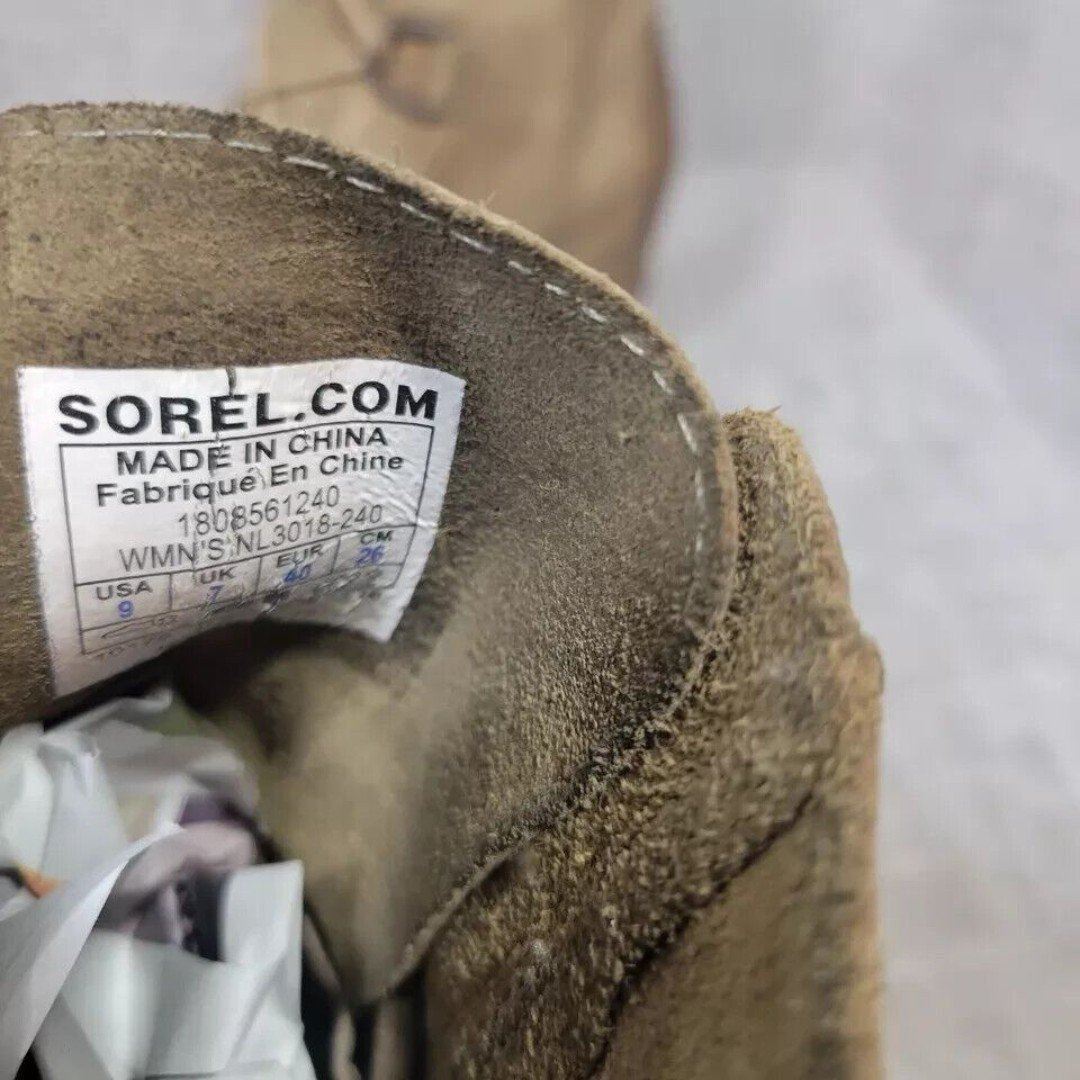 SOREL.COM
MADE IN CHINA
Fabriqué En Chine
1808561240
WMN'S NL3018-240
USA UK EUR CM
9 7 40 26